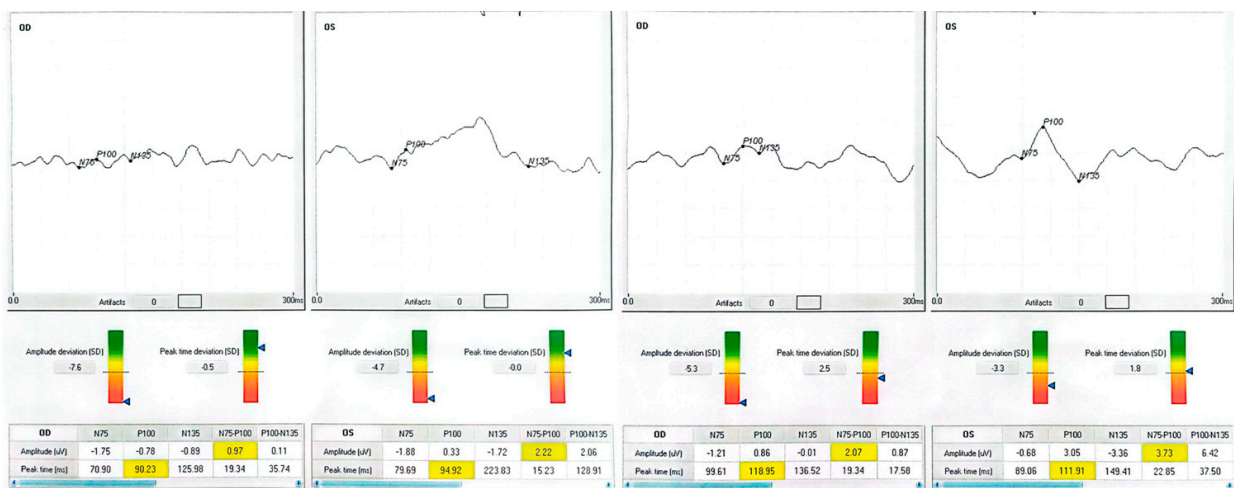 OD
N75
P100
N135
0.0
Artifacts 0
300ms
Amplitude deviation (SD) Peak time deviation (SD)
-7.6 -0.5
OD N75 P100 N135 N75-P100 P100-N135
Amplitude (uV) -1.75 -0.78 -0.89 0.97 0.11
Peak time (ms) 70.90 90.23 125.98 19.34 35.74
OS
N75
P100
N135
0.0
Artifacts 0
300ms
Amplitude deviation (SD) Peak time deviation (SD)
-4.7 -0.0
OS N75 P100 N135 N75-P100 P100-N135
Amplitude (uV) -1.88 0.33 -1.72 2.22 2.06
Peak time (ms) 79.69 94.92 223.83 15.23 128.91
OD
N75
P100
N135
0.0
Artifacts 0
300ms
Amplitude deviation (SD) Peak time deviation (SD)
-5.3 2.5
OD N75 P100 N135 N75-P100 P100-N135
Amplitude (uV) -1.21 0.86 -0.01 2.07 0.87
Peak time (ms) 99.61 118.95 136.52 19.34 17.58
OS
N75
P100
N135
0.0
Artifacts 0
300ms
Amplitude deviation (SD) Peak time deviation (SD)
-3.3 1.8
OS N75 P100 N135 N75-P100 P100-N135
Amplitude (uV) -0.68 3.05 -3.36 3.73 6.42
Peak time (ms) 89.06 111.91 149.41 22.85 37.50